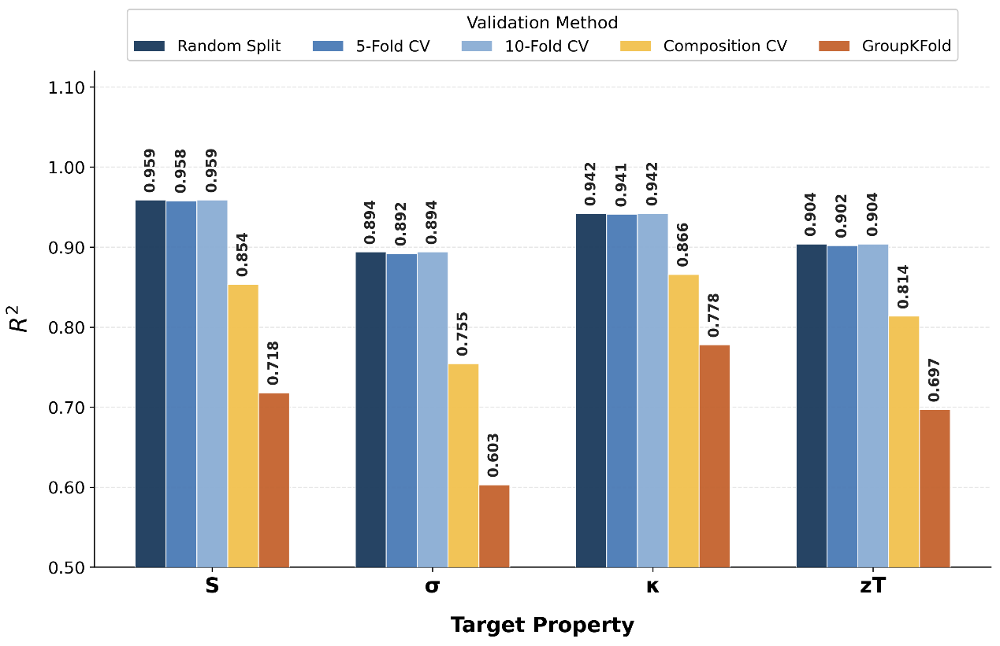 Validation Method
Random Split 5-Fold CV 10-Fold CV Composition CV GroupKFold
1.10
1.00
0.90
0.80
0.70
0.60
0.50
R²
0.959 0.958 0.959 0.854 0.718
0.894 0.892 0.894 0.755 0.603
0.942 0.941 0.942 0.866 0.778
0.904 0.902 0.904 0.814 0.697
S σ κ zT
Target Property